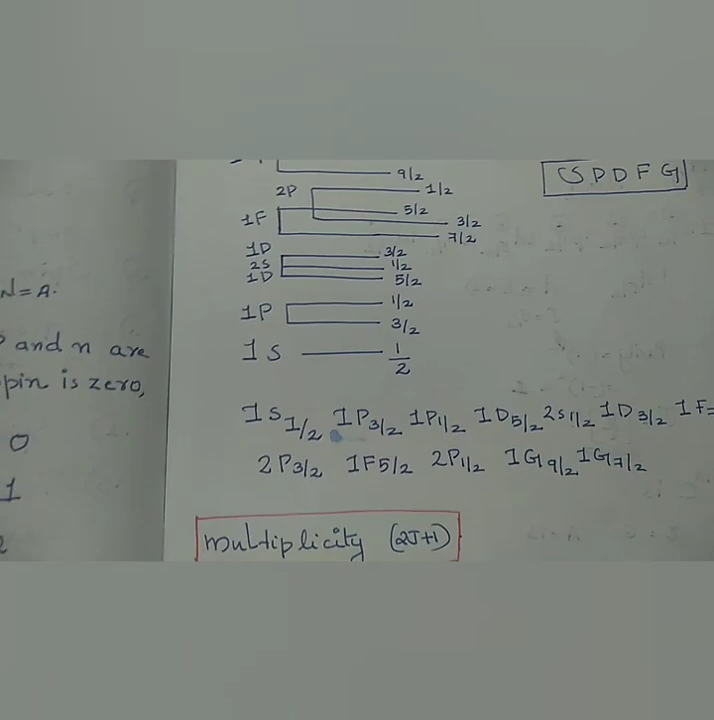 9/2
S P D F G
2P 1/2
5/2
1F 3/2
7/2
1D 3/2
2S 1/2
1D 5/2
N=A.
1P 1/2
3/2
and n are
1 S 1/2
pin is zero,
1S1/2 1P3/2 1P1/2 1D5/2 2S1/2 1D3/2 1F
0
2P3/2 1F5/2 2P1/2 1G9/2 1G7/2
1
multiplicity (2J+1)